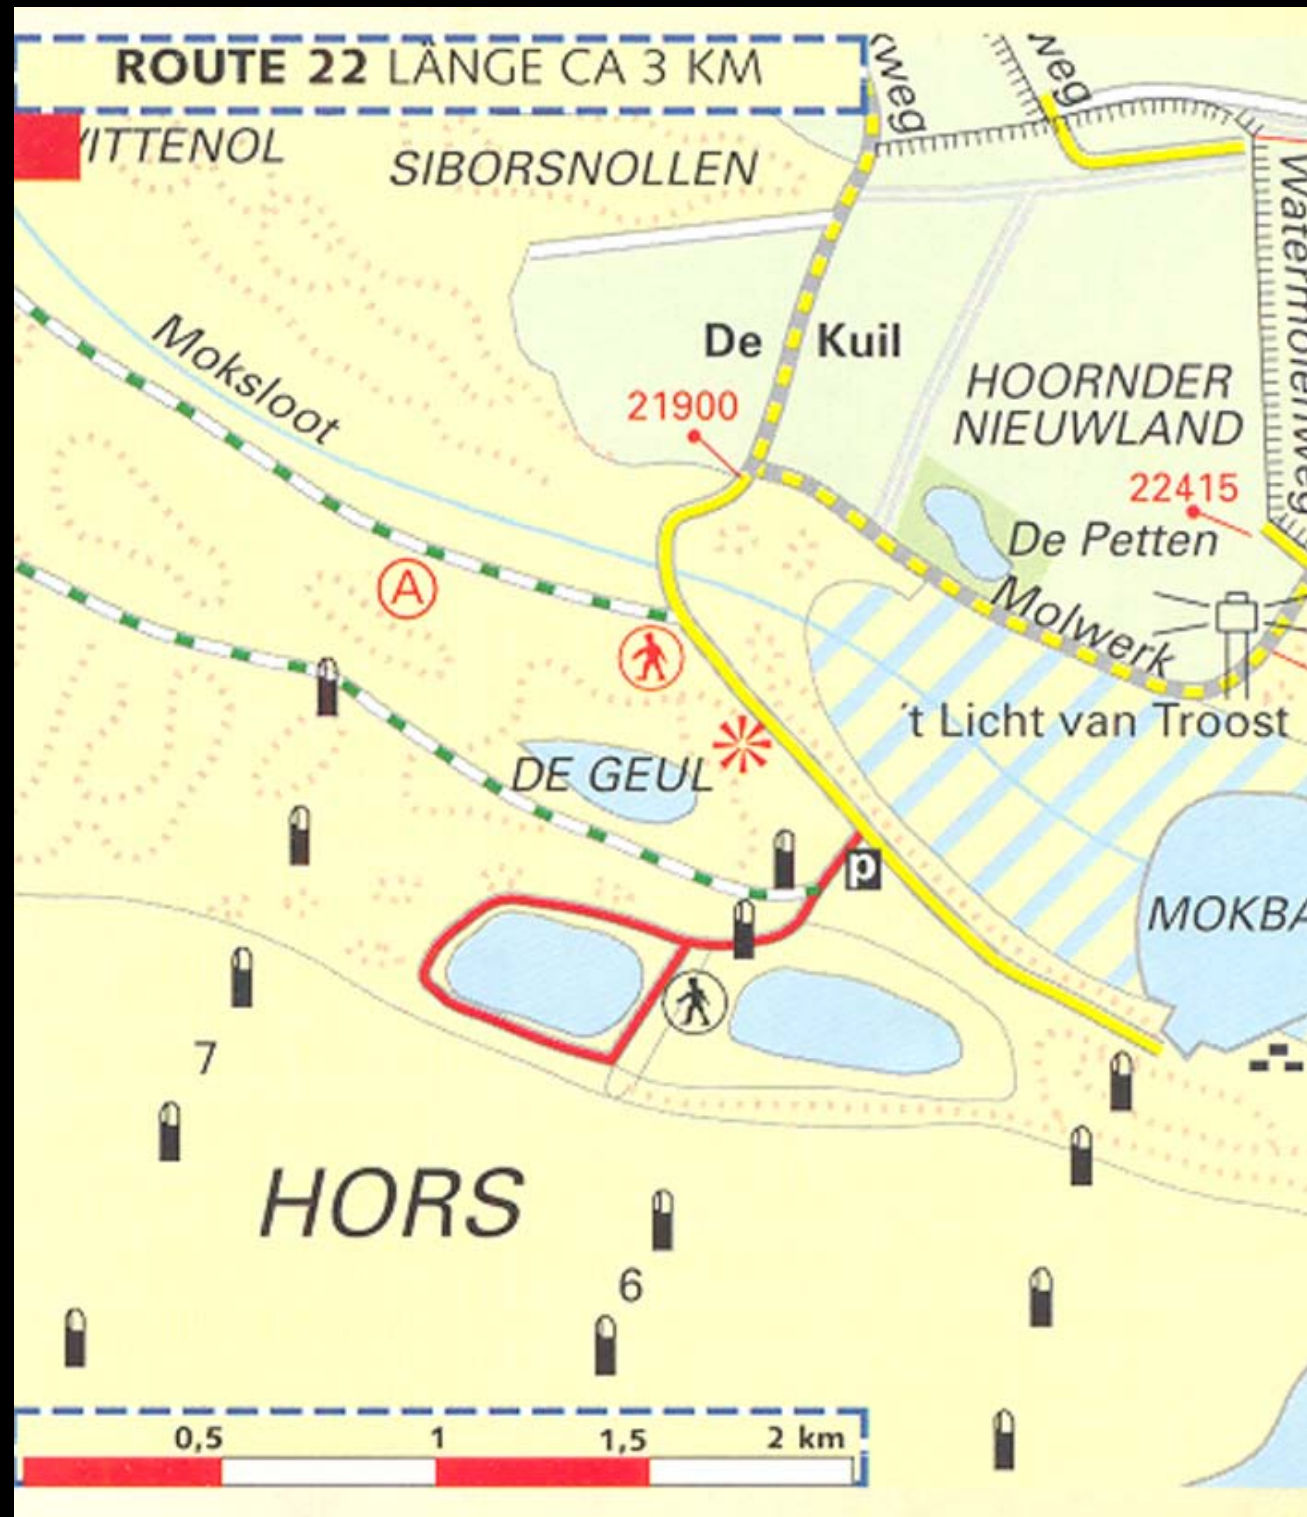 ROUTE 22 LÄNGE CA 3 KM
SIBORSNOLLEN
Moksloot
De Kuil
21900
HOORNDER
NIEUWLAND
22415
De Petten
Watermolenweg
Molwerk
A
't Licht van Troost
DE GEUL
P
7
HORS
6
0,5 1 1,5 2 km